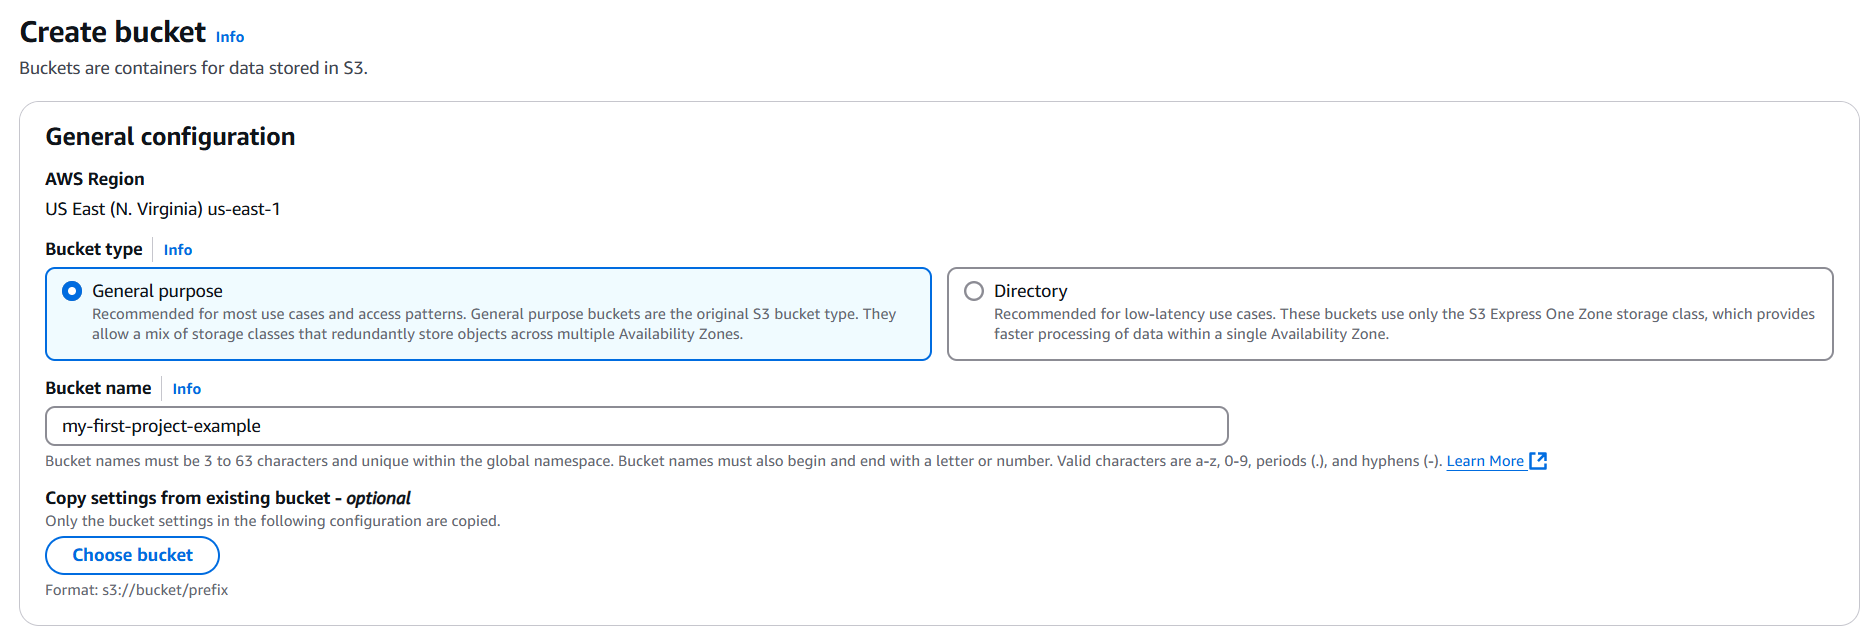 Create bucket Info
Buckets are containers for data stored in S3.
General configuration
AWS Region
US East (N. Virginia) us-east-1
Bucket type Info
General purpose
Recommended for most use cases and access patterns. General purpose buckets are the original S3 bucket type. They
allow a mix of storage classes that redundantly store objects across multiple Availability Zones.
Directory
Recommended for low-latency use cases. These buckets use only the S3 Express One Zone storage class, which provides
faster processing of data within a single Availability Zone.
Bucket name Info
my-first-project-example
Bucket names must be 3 to 63 characters and unique within the global namespace. Bucket names must also begin and end with a letter or number. Valid characters are a-z, 0-9, periods (.), and hyphens (-). Learn More
Copy settings from existing bucket - optional
Only the bucket settings in the following configuration are copied.
Choose bucket
Format: s3://bucket/prefix